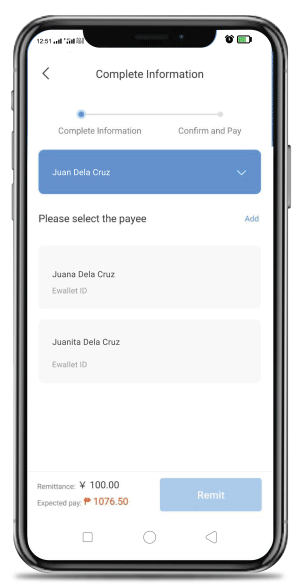 12:51
Complete Information
Complete Information
Confirm and Pay
Juan Dela Cruz
Please select the payee
Add
Juana Dela Cruz
Ewallet ID
Juanita Dela Cruz
Ewallet ID
Remittance: ¥ 100.00
Expected pay: ₱ 1076.50
Remit